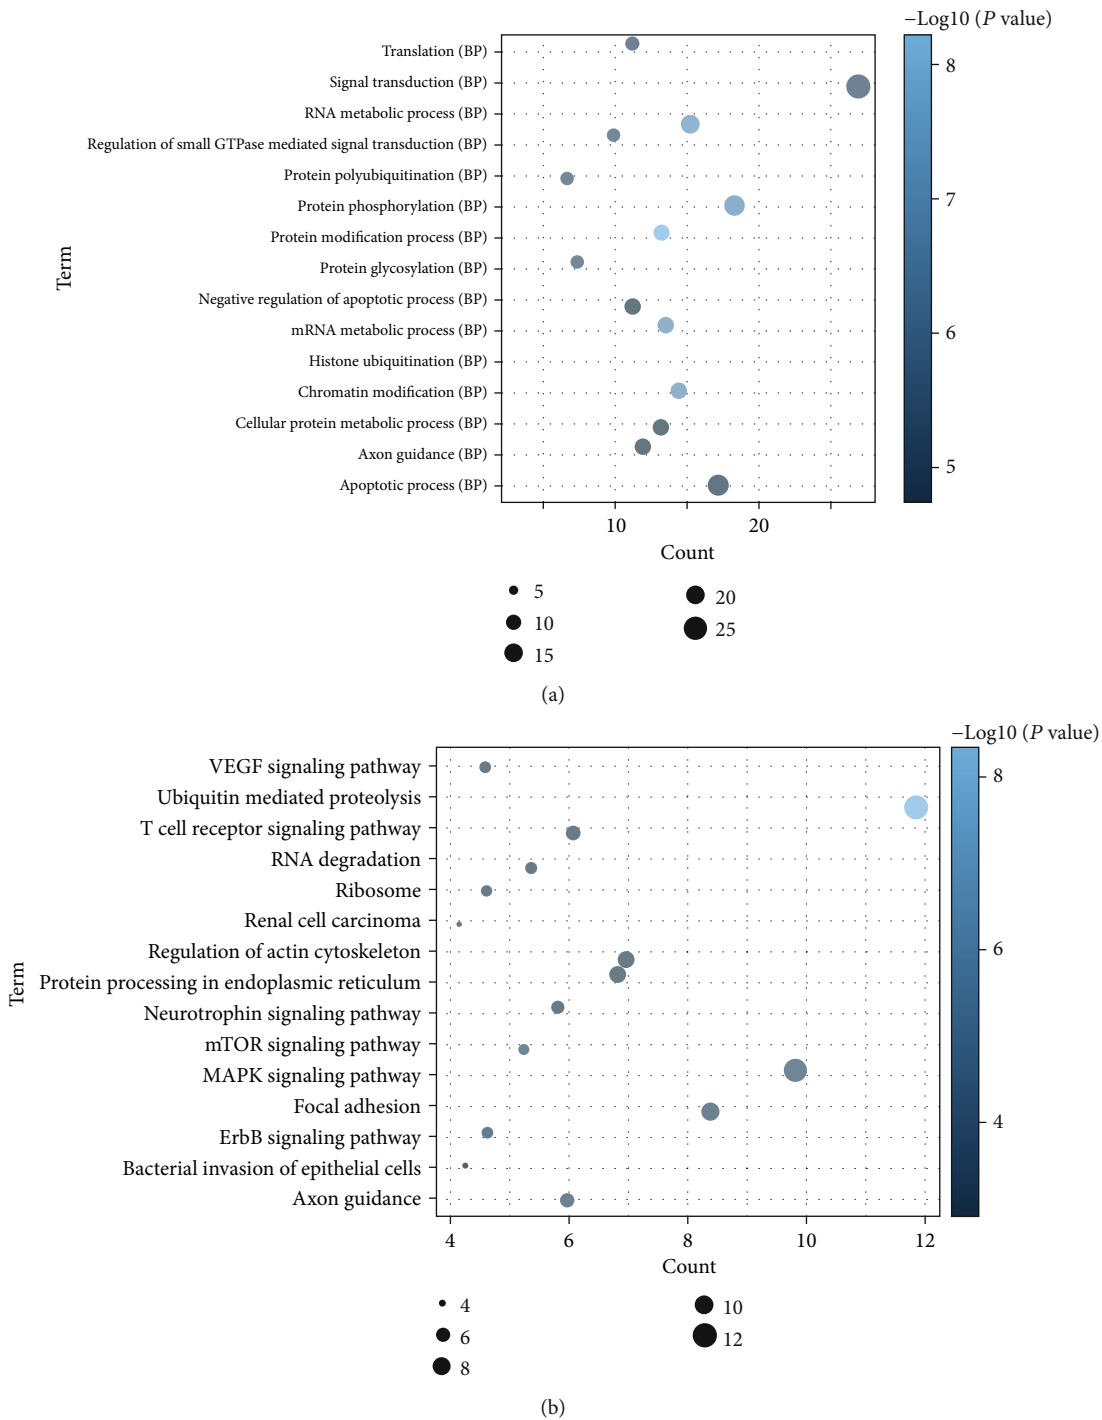 −Log10 (P value)
Translation (BP)
Signal transduction (BP)
RNA metabolic process (BP)
Regulation of small GTPase mediated signal transduction (BP)
Protein polyubiquitination (BP)
Protein phosphorylation (BP)
Protein modification process (BP)
Protein glycosylation (BP)
Negative regulation of apoptotic process (BP)
mRNA metabolic process (BP)
Histone ubiquitination (BP)
Chromatin modification (BP)
Cellular protein metabolic process (BP)
Axon guidance (BP)
Apoptotic process (BP)
Term
8
7
6
5
10 20
Count
5
10
15
20
25
(a)
−Log10 (P value)
VEGF signaling pathway
Ubiquitin mediated proteolysis
T cell receptor signaling pathway
RNA degradation
Ribosome
Renal cell carcinoma
Regulation of actin cytoskeleton
Protein processing in endoplasmic reticulum
Neurotrophin signaling pathway
mTOR signaling pathway
MAPK signaling pathway
Focal adhesion
ErbB signaling pathway
Bacterial invasion of epithelial cells
Axon guidance
Term
8
6
4
4 6 8 10 12
Count
4
6
8
10
12
(b)